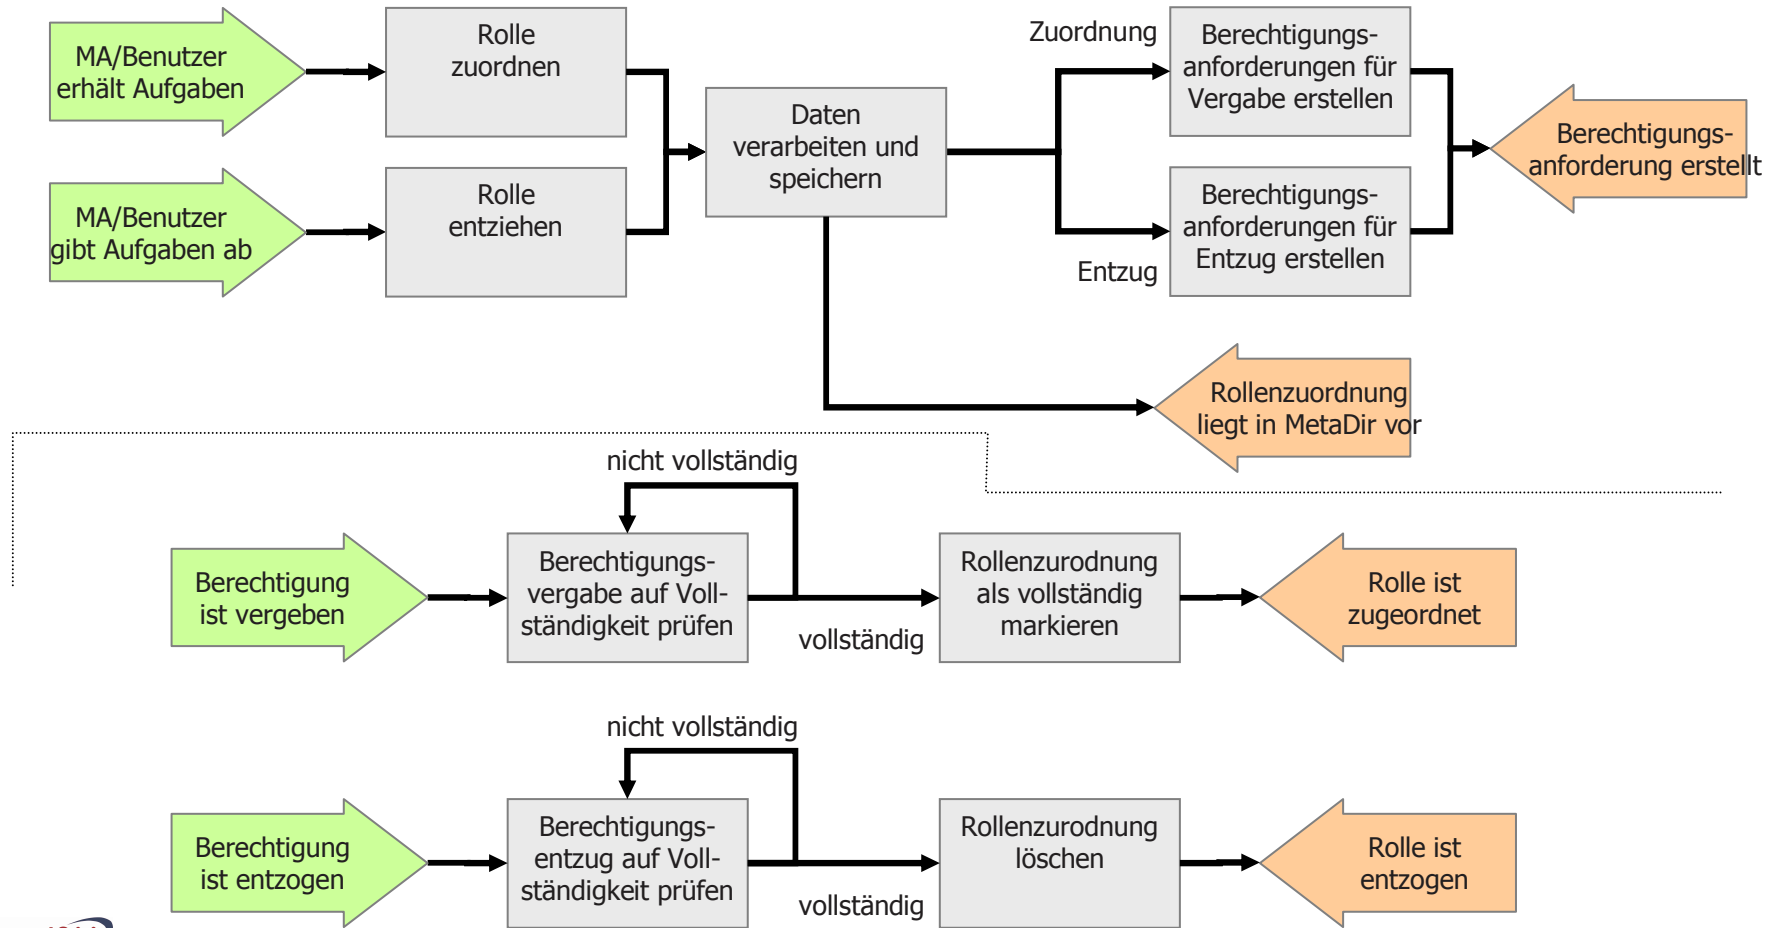 MA/Benutzer
erhält Aufgaben
Rolle
zuordnen
MA/Benutzer
gibt Aufgaben ab
Rolle
entziehen
Daten
verarbeiten und
speichern
Zuordnung
Berechtigungs-
anforderungen für
Vergabe erstellen
Entzug
Berechtigungs-
anforderungen für
Entzug erstellen
Berechtigungs-
anforderung erstellt
Rollenzuordnung
liegt in MetaDir vor
nicht vollständig
Berechtigung
ist vergeben
Berechtigungs-
vergabe auf Voll-
ständigkeit prüfen
vollständig
Rollenzurodnung
als vollständig
markieren
Rolle ist
zugeordnet
nicht vollständig
Berechtigung
ist entzogen
Berechtigungs-
entzug auf Voll-
ständigkeit prüfen
vollständig
Rollenzurodnung
löschen
Rolle ist
entzogen